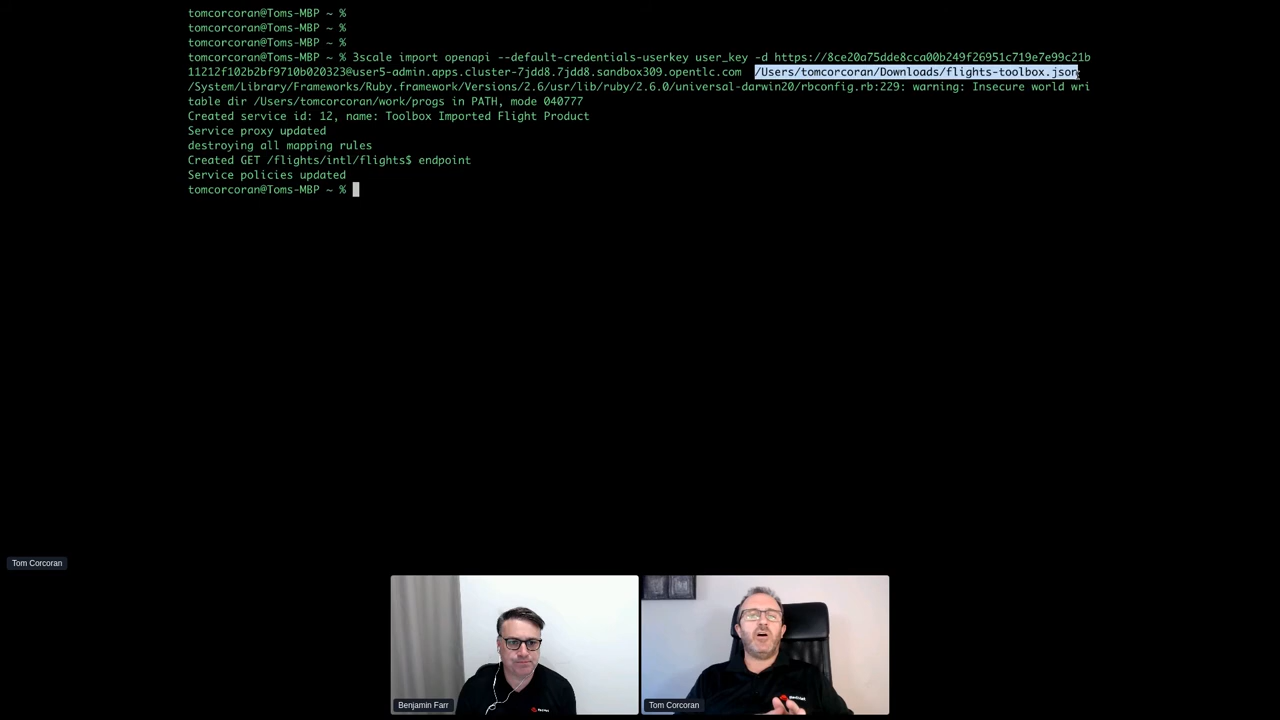 tomcorcoran@Toms-MBP ~ %
tomcorcoran@Toms-MBP ~ %
tomcorcoran@Toms-MBP ~ %
tomcorcoran@Toms-MBP ~ % 3scale import openapi --default-credentials-userkey user_key -d https://8ce20a75dde8cca00b249f26951c719e7e99c21b
11212f102b2bf9710b020323@user5-admin.apps.cluster-7jdd8.7jdd8.sandbox309.opentlc.com /Users/tomcorcoran/Downloads/flights-toolbox.json
/System/Library/Frameworks/Ruby.framework/Versions/2.6/usr/lib/ruby/2.6.0/universal-darwin20/rbconfig.rb:229: warning: Insecure world wri
table dir /Users/tomcorcoran/work/progs in PATH, mode 040777
Created service id: 12, name: Toolbox Imported Flight Product
Service proxy updated
destroying all mapping rules
Created GET /flights/intl/flights$ endpoint
Service policies updated
tomcorcoran@Toms-MBP ~ %
Tom Corcoran
Benjamin Farr
Tom Corcoran